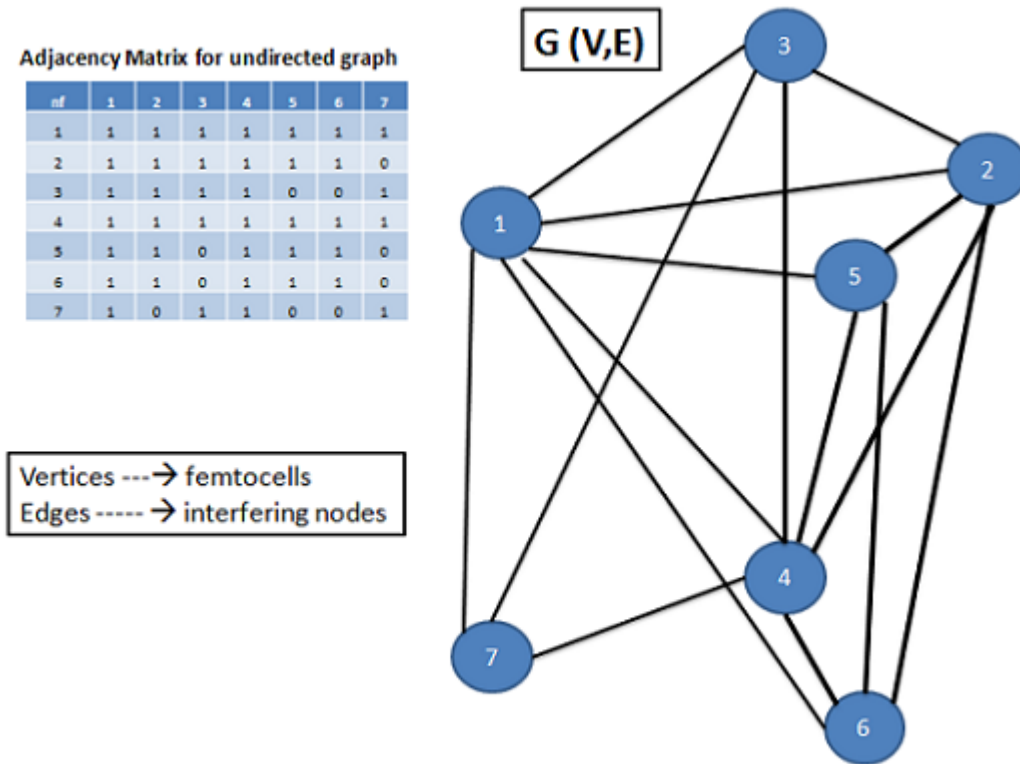 Adjacency Matrix for undirected graph
nf 1 2 3 4 5 6 7
1 1 1 1 1 1 1 1
2 1 1 1 1 1 1 0
3 1 1 1 1 0 0 1
4 1 1 1 1 1 1 1
5 1 1 0 1 1 1 0
6 1 1 0 1 1 1 0
7 1 0 1 1 0 0 1
Vertices ---→ femtocells
Edges ----- → interfering nodes
G (V,E)
3
2
1
5
4
7
6